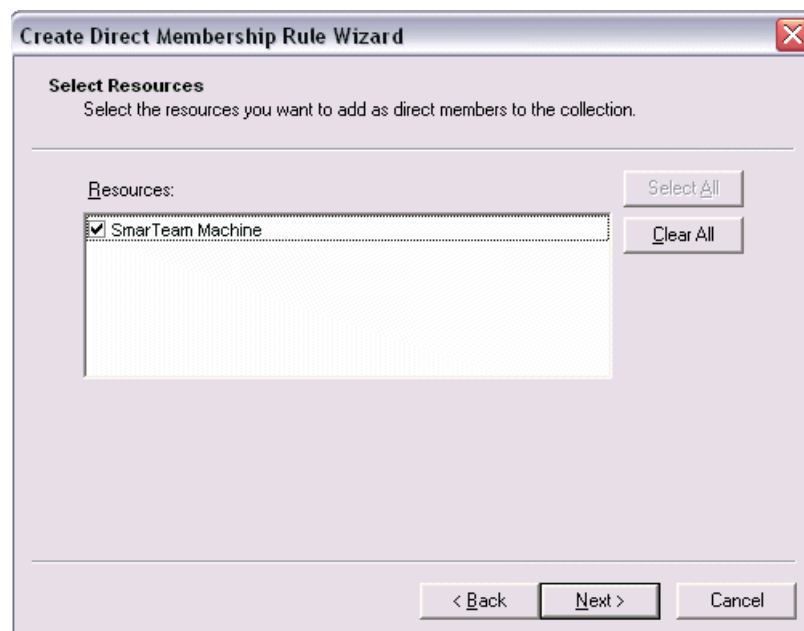 Create Direct Membership Rule Wizard
Select Resources
Select the resources you want to add as direct members to the collection.
Resources:
Select All
SmarTeam Machine
Clear All
< Back
Next >
Cancel